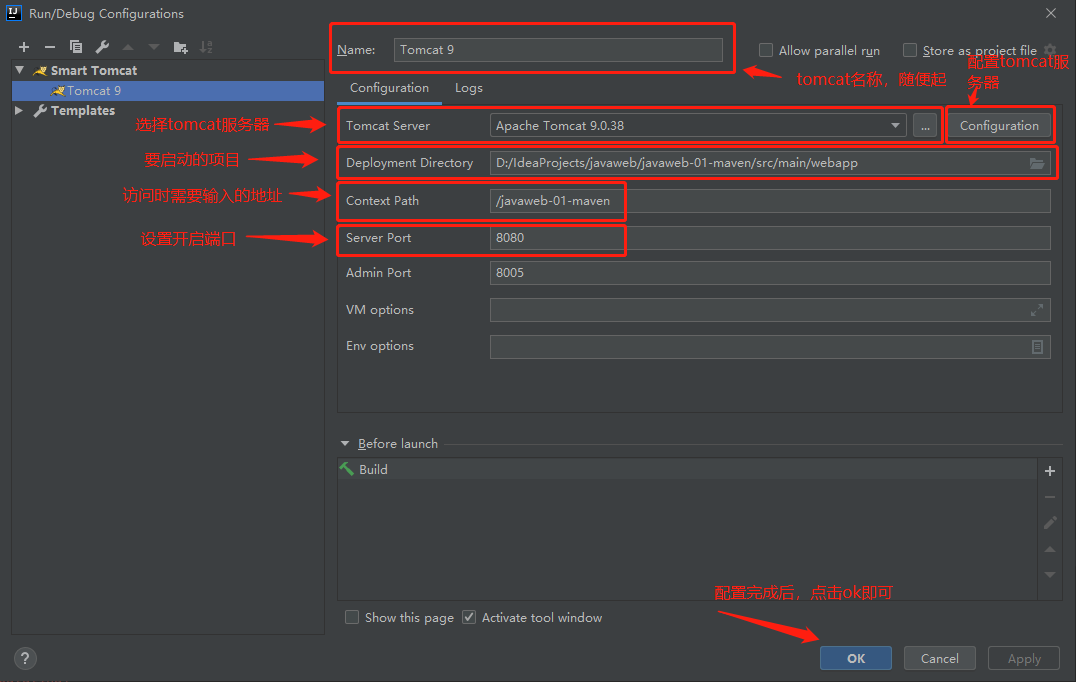 Run/Debug Configurations
Name: Tomcat 9
Allow parallel run
Store as project file
tomcat名称，随便起
配置tomcat服
务器
Smart Tomcat
Tomcat 9
Templates
Configuration Logs
选择tomcat服务器
Tomcat Server Apache Tomcat 9.0.38 ... Configuration
要启动的项目
Deployment Directory D:/IdeaProjects/javaweb/javaweb-01-maven/src/main/webapp
访问时需要输入的地址
Context Path /javaweb-01-maven
设置开启端口
Server Port 8080
Admin Port 8005
VM options
Env options
Before launch
Build
配置完成后，点击ok即可
Show this page Activate tool window
? OK Cancel Apply